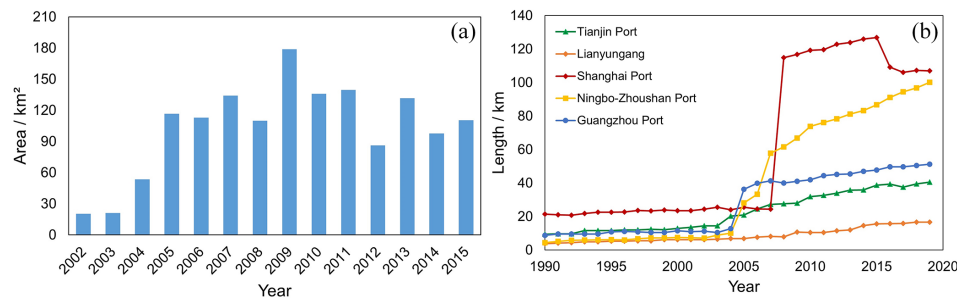 (a)
Area / km²
210
180
150
120
90
60
30
0
2002 2003 2004 2005 2006 2007 2008 2009 2010 2011 2012 2013 2014 2015
Year
(b)
Length / km
140
120
100
80
60
40
20
0
Tianjin Port
Lianyungang
Shanghai Port
Ningbo-Zhoushan Port
Guangzhou Port
1990 1995 2000 2005 2010 2015 2020
Year